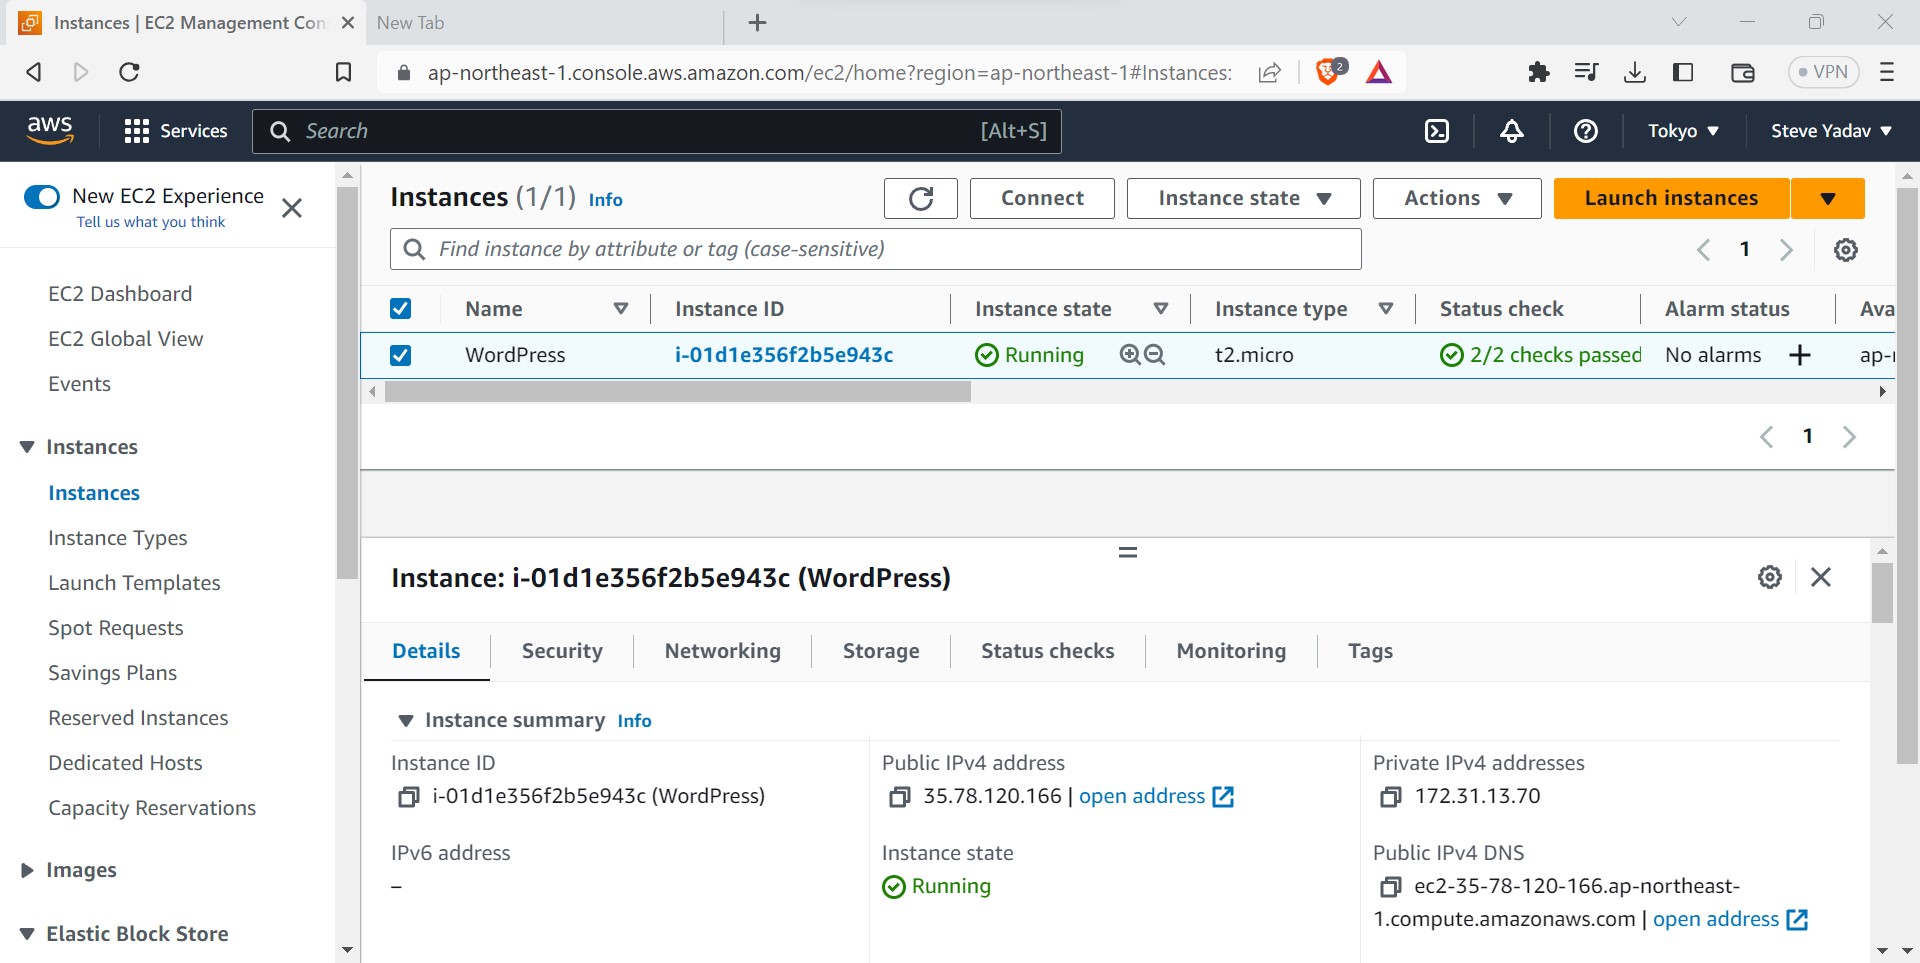 Instances | EC2 Management Con
New Tab
ap-northeast-1.console.aws.amazon.com/ec2/home?region=ap-northeast-1#Instances:
2
VPN
aws
Services
Search
[Alt+S]
Tokyo
Steve Yadav
New EC2 Experience
Tell us what you think
EC2 Dashboard
EC2 Global View
Events
Instances
Instances
Instance Types
Launch Templates
Spot Requests
Savings Plans
Reserved Instances
Dedicated Hosts
Capacity Reservations
Images
Elastic Block Store
Instances (1/1) Info
Connect
Instance state
Actions
Launch instances
Find instance by attribute or tag (case-sensitive)
1
Name Instance ID Instance state Instance type Status check Alarm status Ava
WordPress i-01d1e356f2b5e943c Running t2.micro 2/2 checks passed No alarms + ap-
1
Instance: i-01d1e356f2b5e943c (WordPress)
Details Security Networking Storage Status checks Monitoring Tags
Instance summary Info
Instance ID
i-01d1e356f2b5e943c (WordPress)
Public IPv4 address
35.78.120.166 | open address
Private IPv4 addresses
172.31.13.70
IPv6 address
–
Instance state
Running
Public IPv4 DNS
ec2-35-78-120-166.ap-northeast-
1.compute.amazonaws.com | open address